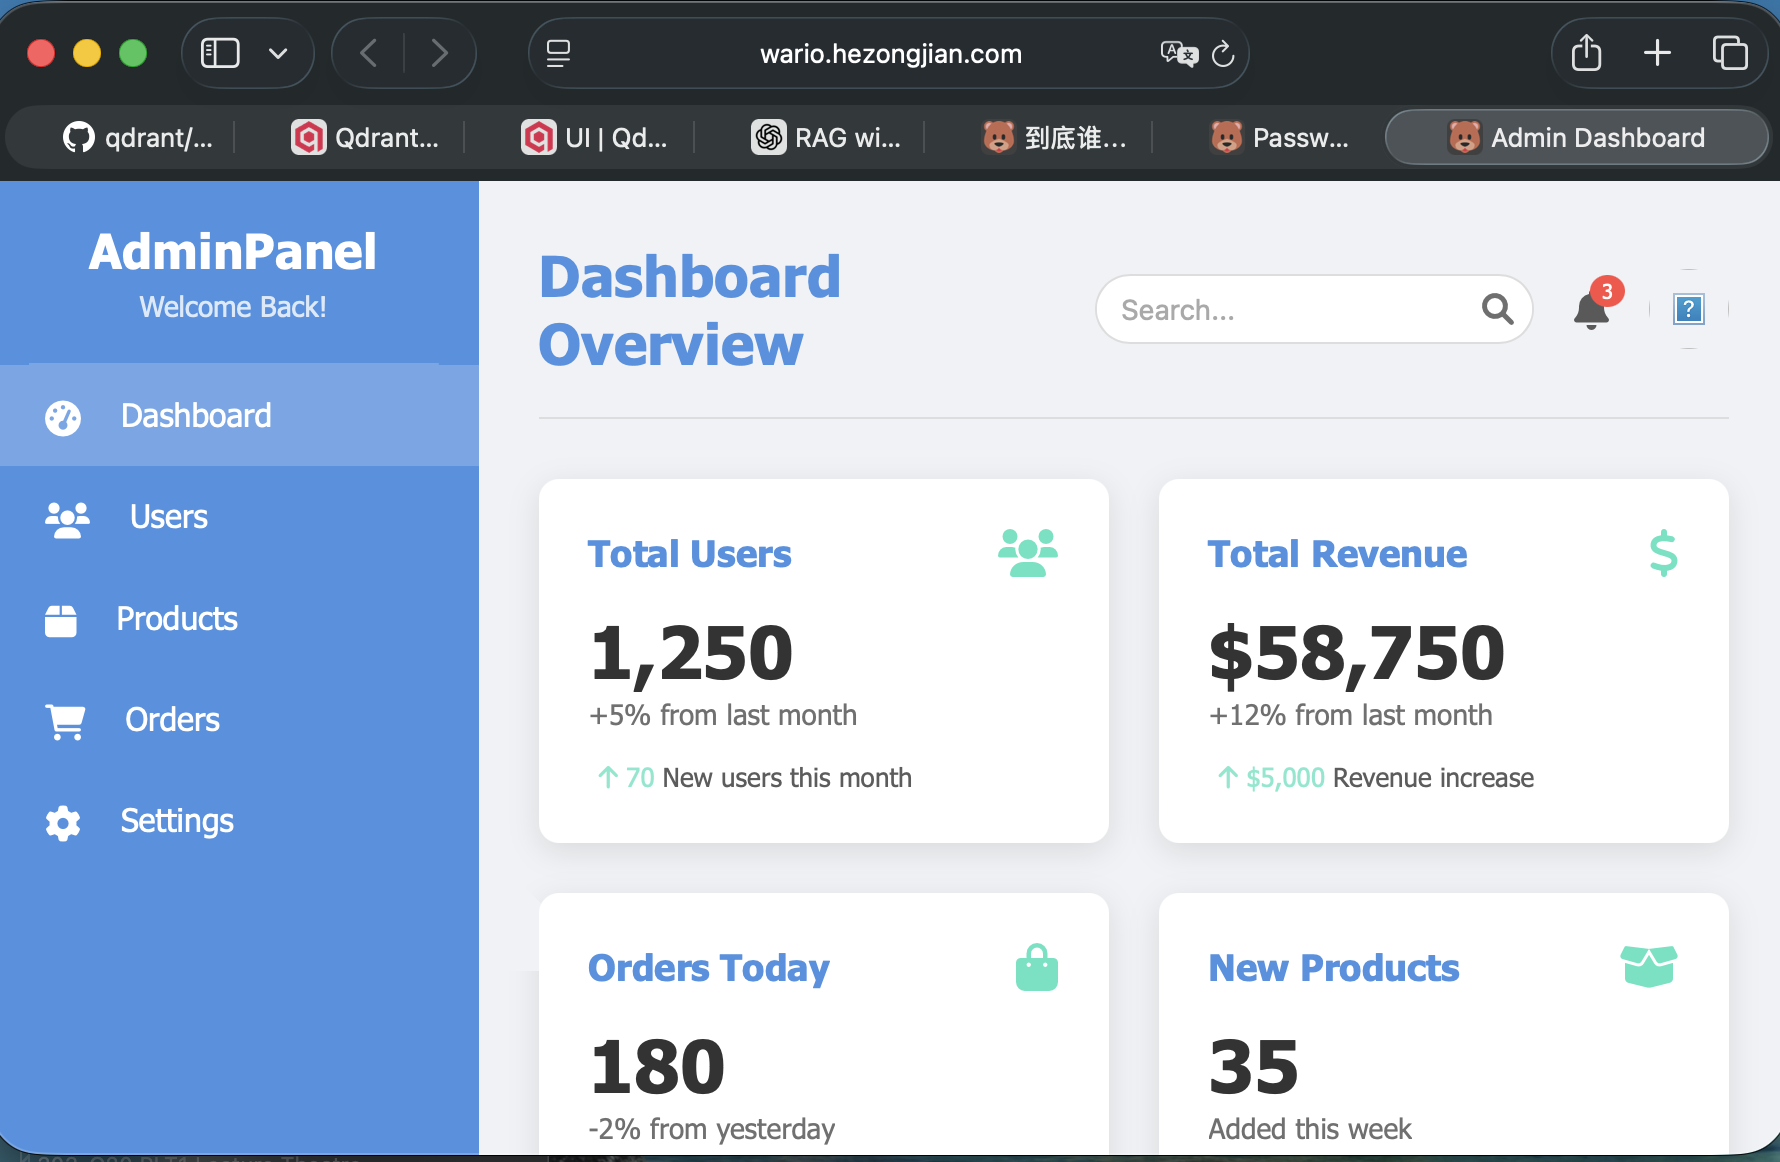 wario.hezongjian.com
qdrant/...
Qdrant...
UI | Qd...
RAG wi...
到底谁...
Passw...
Admin Dashboard
AdminPanel
Welcome Back!
Dashboard
Users
Products
Orders
Settings
Dashboard
Overview
Search...
3
Total Users
1,250
+5% from last month
70 New users this month
Total Revenue
$58,750
+12% from last month
$5,000 Revenue increase
Orders Today
180
-2% from yesterday
New Products
35
Added this week